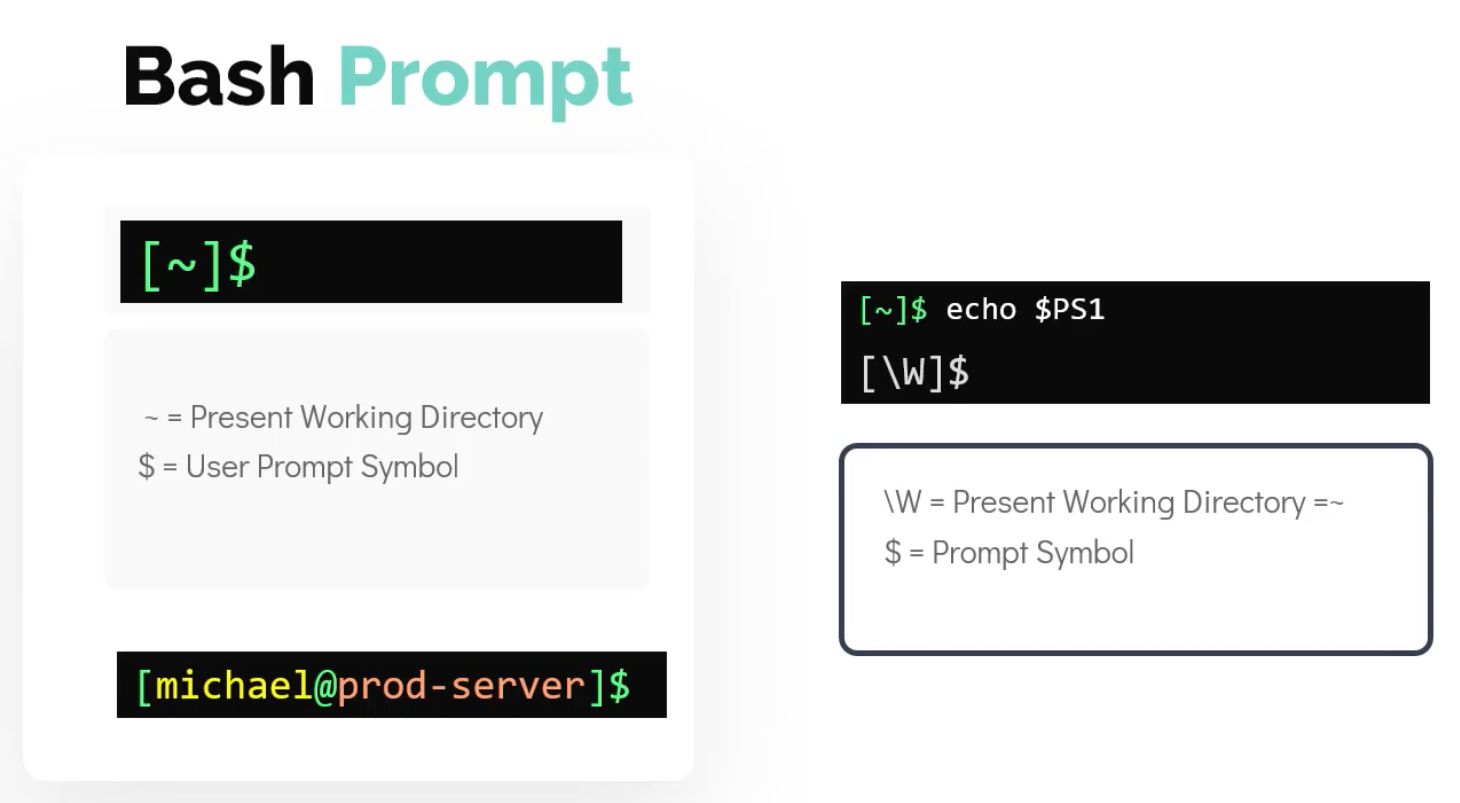 Bash Prompt
[~]$
~ = Present Working Directory
$ = User Prompt Symbol
[michael@prod-server]$
[~]$ echo $PS1
[\W]$
\W = Present Working Directory =~
$ = Prompt Symbol